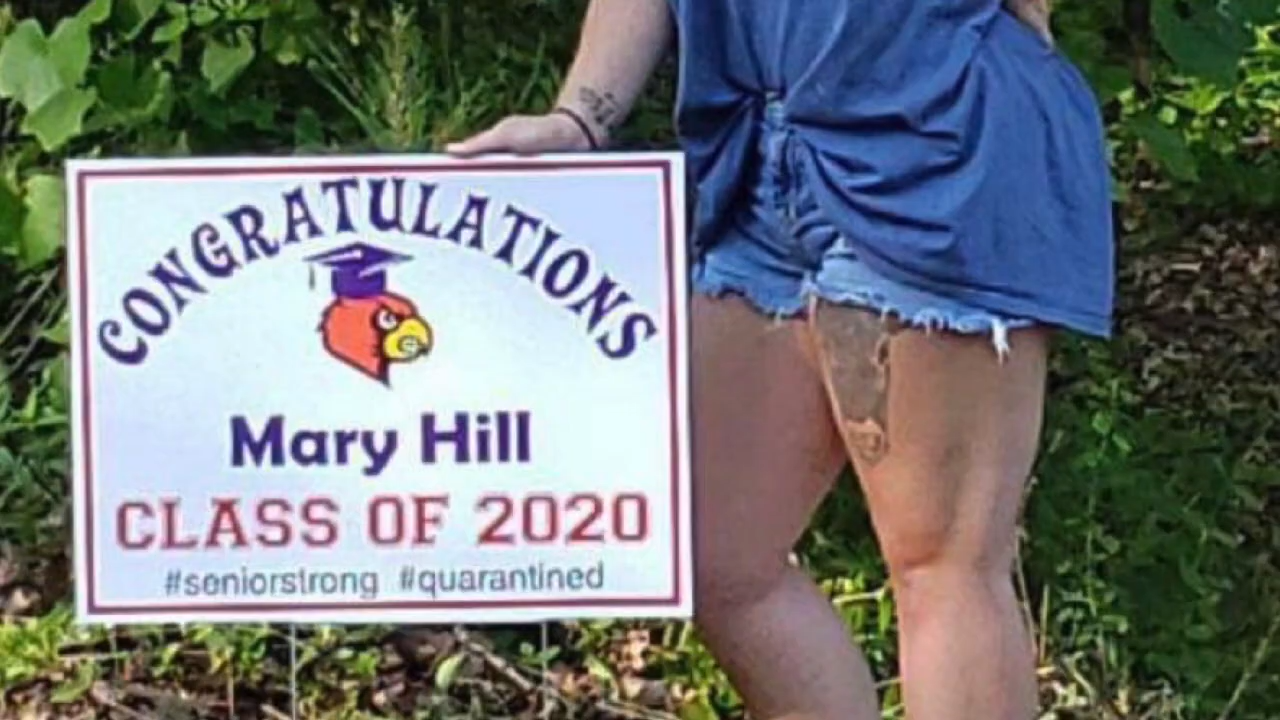 CONGRATULATIONS
Mary Hill
CLASS OF 2020
#seniorstrong #quarantined